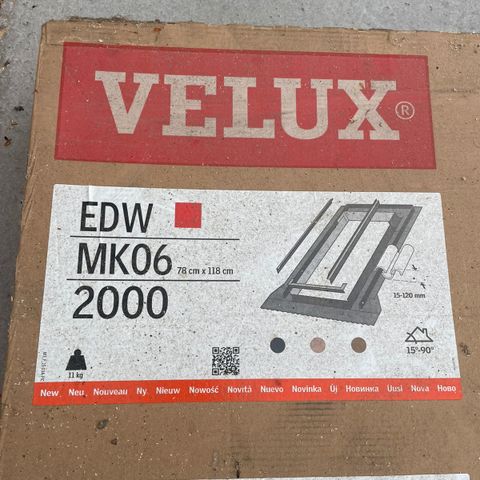 VELUX®
EDW
MK06 78 cm x 118 cm
2000
15-120 mm
11 kg
15°-90°
New Neu Nouveau Ny Nieuw Nowość Novità Nuevo Novinka Új Новинка Uusi Nova Ново